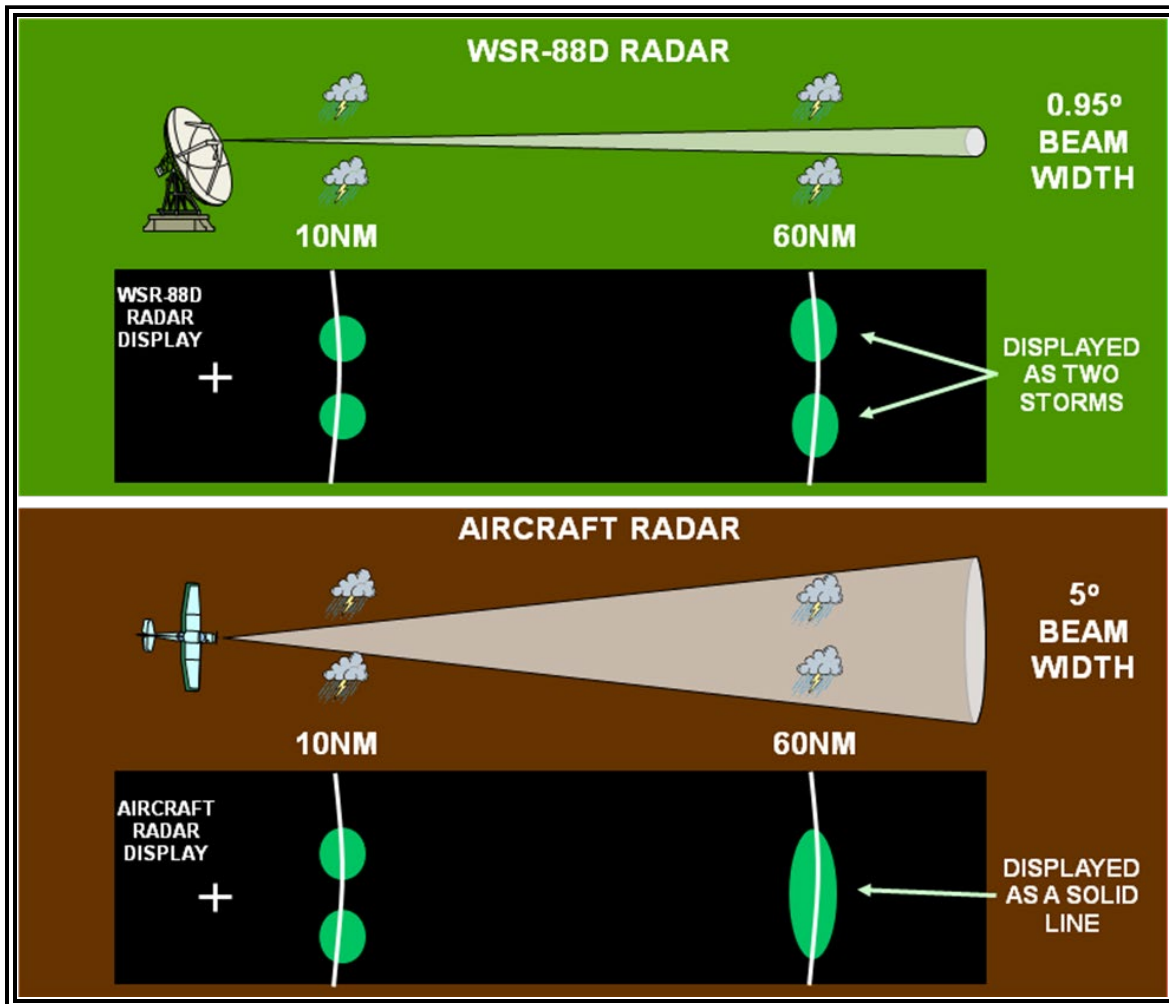 WSR-88D RADAR
0.95º
BEAM
WIDTH
10NM
60NM
WSR-88D
RADAR
DISPLAY
DISPLAYED
AS TWO
STORMS
AIRCRAFT RADAR
5º
BEAM
WIDTH
10NM
60NM
AIRCRAFT
RADAR
DISPLAY
DISPLAYED
AS A SOLID
LINE